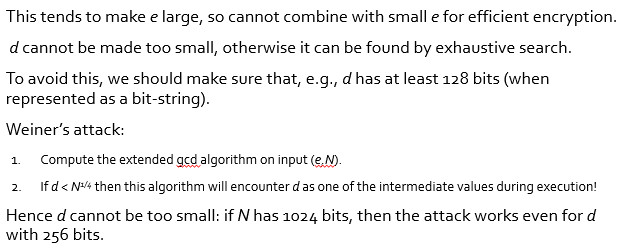 This tends to make e large, so cannot combine with small e for efficient encryption.
d cannot be made too small, otherwise it can be found by exhaustive search.
To avoid this, we should make sure that, e.g., d has at least 128 bits (when
represented as a bit-string).
Weiner's attack:
1. Compute the extended gcd algorithm on input (e,N).
2. If d < N¹/⁴ then this algorithm will encounter d as one of the intermediate values during execution!
Hence d cannot be too small: if N has 1024 bits, then the attack works even for d
with 256 bits.